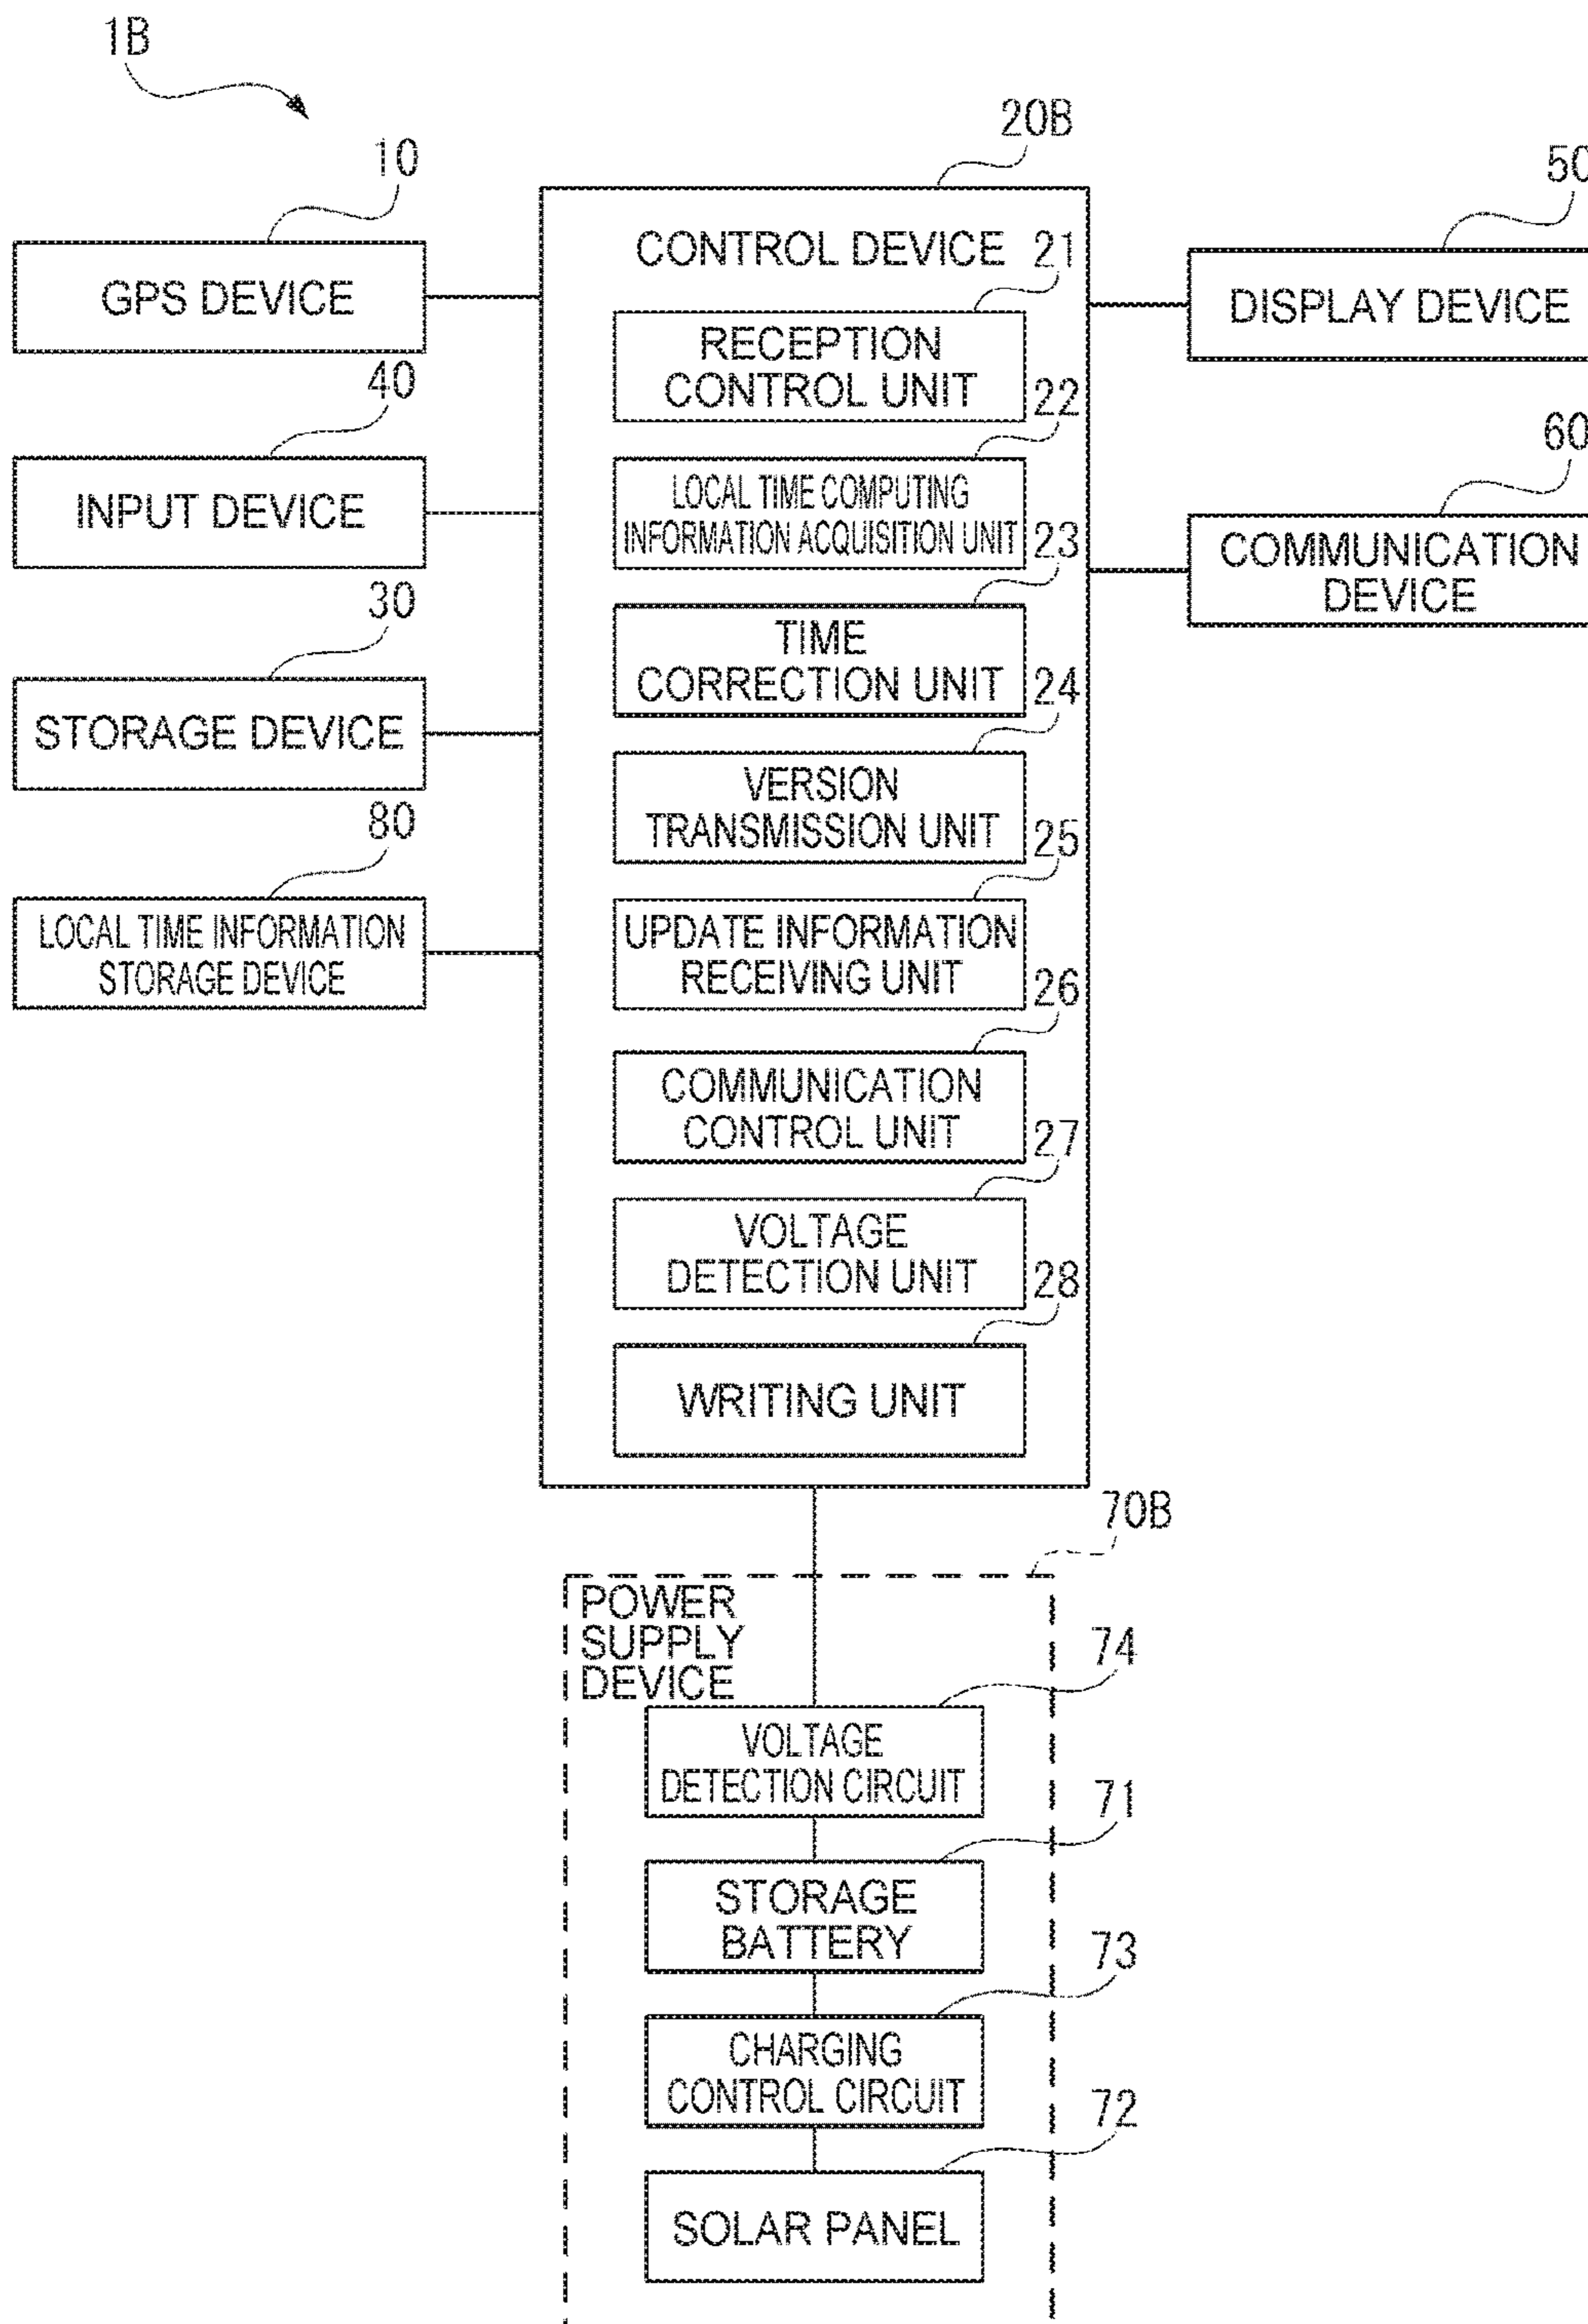 1B
10
GPS DEVICE
40
INPUT DEVICE
30
STORAGE DEVICE
80
LOCAL TIME INFORMATION
STORAGE DEVICE
20B
CONTROL DEVICE
21
RECEPTION
CONTROL UNIT
22
LOCAL TIME COMPUTING
INFORMATION ACQUISITION UNIT
23
TIME
CORRECTION UNIT
24
VERSION
TRANSMISSION UNIT
25
UPDATE INFORMATION
RECEIVING UNIT
26
COMMUNICATION
CONTROL UNIT
27
VOLTAGE
DETECTION UNIT
28
WRITING UNIT
50
DISPLAY DEVICE
60
COMMUNICATION
DEVICE
70B
POWER
SUPPLY
DEVICE
74
VOLTAGE
DETECTION CIRCUIT
71
STORAGE
BATTERY
73
CHARGING
CONTROL CIRCUIT
72
SOLAR PANEL